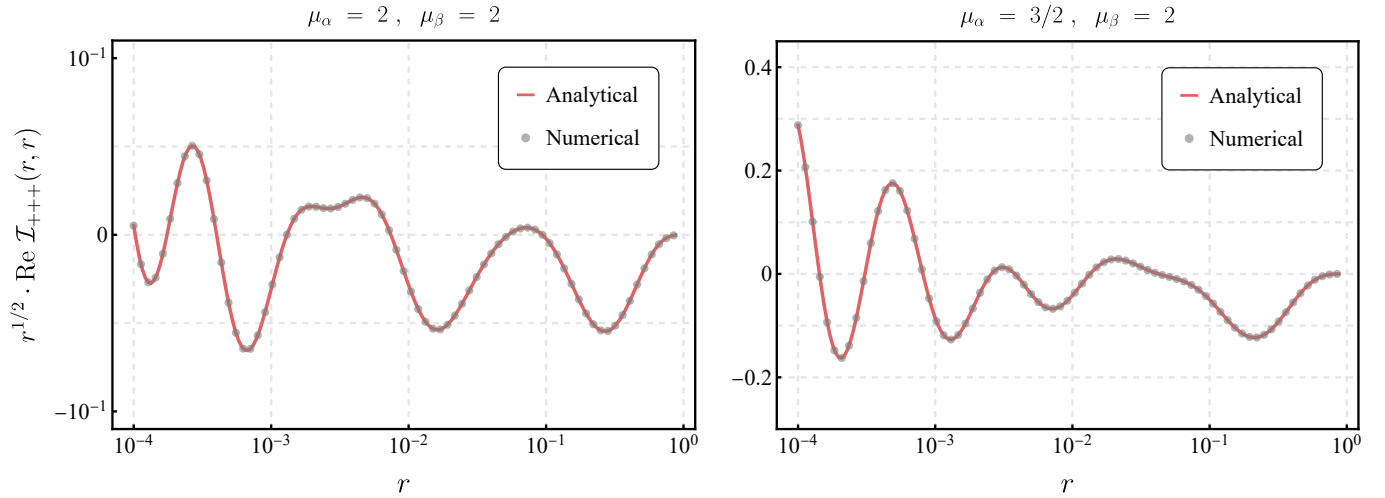 μ_α = 2 , μ_β = 2
r^{1/2} · Re 𝓘_{+++}(r, r)
10^{-1}
0
-10^{-1}
Analytical
Numerical
10^{-4} 10^{-3} 10^{-2} 10^{-1} 10^{0}
r
μ_α = 3/2 , μ_β = 2
0.4
0.2
0
-0.2
Analytical
Numerical
10^{-4} 10^{-3} 10^{-2} 10^{-1} 10^{0}
r